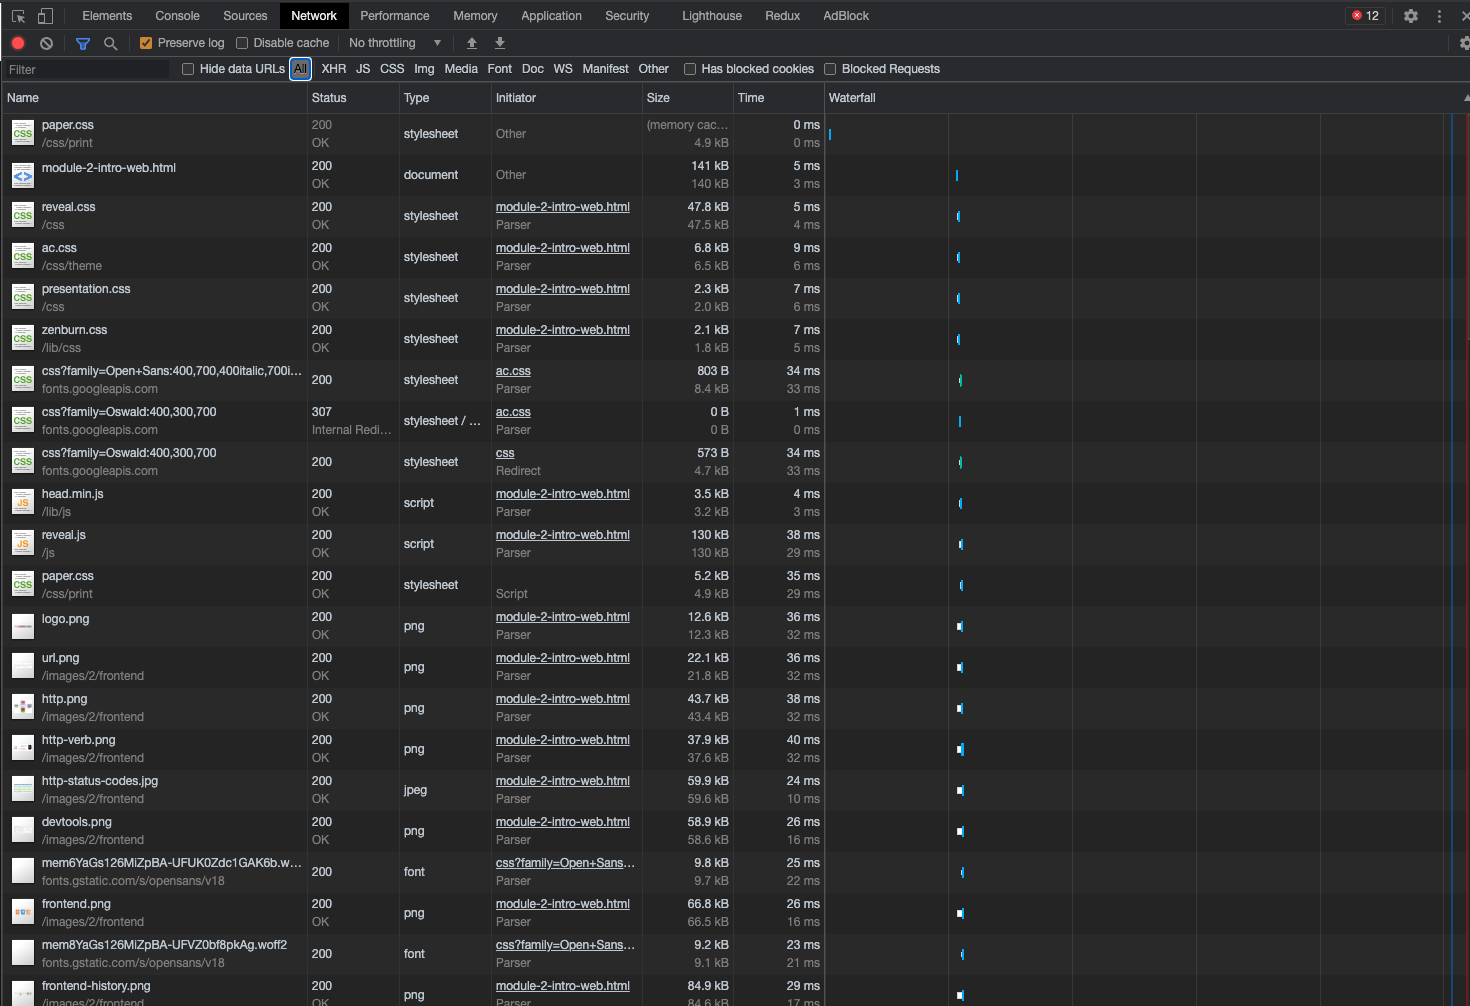 Elements Console Sources Network Performance Memory Application Security Lighthouse Redux AdBlock 12
Preserve log Disable cache No throttling
Filter Hide data URLs All XHR JS CSS Img Media Font Doc WS Manifest Other Has blocked cookies Blocked Requests
Name Status Type Initiator Size Time Waterfall
paper.css 200 stylesheet Other (memory cac... 0 ms
/css/print OK 4.9 kB 0 ms
module-2-intro-web.html 200 document Other 141 kB 5 ms
OK 140 kB 3 ms
reveal.css 200 stylesheet module-2-intro-web.html 47.8 kB 5 ms
/css OK Parser 47.5 kB 4 ms
ac.css 200 stylesheet module-2-intro-web.html 6.8 kB 9 ms
/css/theme OK Parser 6.5 kB 6 ms
presentation.css 200 stylesheet module-2-intro-web.html 2.3 kB 7 ms
/css OK Parser 2.0 kB 6 ms
zenburn.css 200 stylesheet module-2-intro-web.html 2.1 kB 7 ms
/lib/css OK Parser 1.8 kB 5 ms
css?family=Open+Sans:400,700,400italic,700i... 200 stylesheet ac.css 803 B 34 ms
fonts.googleapis.com Parser 8.4 kB 33 ms
css?family=Oswald:400,300,700 307 stylesheet / ... ac.css 0 B 1 ms
fonts.googleapis.com Internal Redi... Parser 0 B 0 ms
css?family=Oswald:400,300,700 200 stylesheet css 573 B 34 ms
fonts.googleapis.com Redirect 4.7 kB 33 ms
head.min.js 200 script module-2-intro-web.html 3.5 kB 4 ms
/lib/js OK Parser 3.2 kB 3 ms
reveal.js 200 script module-2-intro-web.html 130 kB 38 ms
/js OK Parser 130 kB 29 ms
paper.css 200 stylesheet 5.2 kB 35 ms
/css/print OK Script 4.9 kB 29 ms
logo.png 200 png module-2-intro-web.html 12.6 kB 36 ms
OK Parser 12.3 kB 32 ms
url.png 200 png module-2-intro-web.html 22.1 kB 36 ms
/images/2/frontend OK Parser 21.8 kB 32 ms
http.png 200 png module-2-intro-web.html 43.7 kB 38 ms
/images/2/frontend OK Parser 43.4 kB 32 ms
http-verb.png 200 png module-2-intro-web.html 37.9 kB 40 ms
/images/2/frontend OK Parser 37.6 kB 32 ms
http-status-codes.jpg 200 jpeg module-2-intro-web.html 59.9 kB 24 ms
/images/2/frontend OK Parser 59.6 kB 10 ms
devtools.png 200 png module-2-intro-web.html 58.9 kB 26 ms
/images/2/frontend OK Parser 58.6 kB 16 ms
mem6YaGs126MiZpBA-UFUK0Zdc1GAK6b.w... 200 font css?family=Open+Sans... 9.8 kB 25 ms
fonts.gstatic.com/s/opensans/v18 Parser 9.7 kB 22 ms
frontend.png 200 png module-2-intro-web.html 66.8 kB 26 ms
/images/2/frontend OK Parser 66.5 kB 16 ms
mem8YaGs126MiZpBA-UFVZ0bf8pkAg.woff2 200 font css?family=Open+Sans... 9.2 kB 23 ms
fonts.gstatic.com/s/opensans/v18 Parser 9.1 kB 21 ms
frontend-history.png 200 png module-2-intro-web.html 84.9 kB 29 ms
/images/2/frontend OK Parser 84.6 kB 17 ms